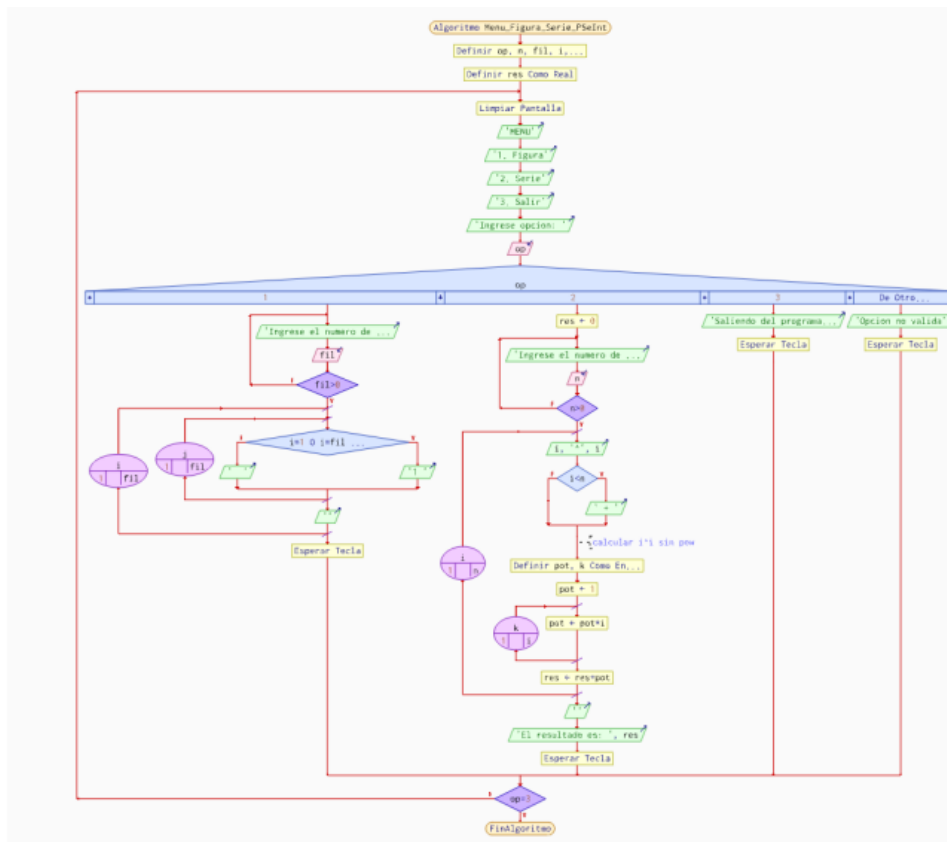 Algoritmo Menu_Figura_Serie_PSeInt
Definir op, n, fil, i,...
Definir res Como Real
Limpiar Pantalla
'MENU'
'1. Figura'
'2. Serie'
'3. Salir'
'Ingrese opcion: '
op
op
1
2
3
De Otro...
'Ingrese el numero de ...
fil
fil>0
i=1 O i=fil ...
' '
'1 '
i
1 fil
j
1 fil
''
Esperar Tecla
res ← 0
'Ingrese el numero de ...
n
n>0
i, '^', i
i<n
' + '
calcular i^i sin pow
Definir pot, k Como En...
pot ← 1
pot ← pot*i
k
1 i
i
1 n
res ← res+pot
''
'El resultado es: ', res
Esperar Tecla
'Saliendo del programa...
Esperar Tecla
'Opcion no valida'
Esperar Tecla
op=3
FinAlgoritmo